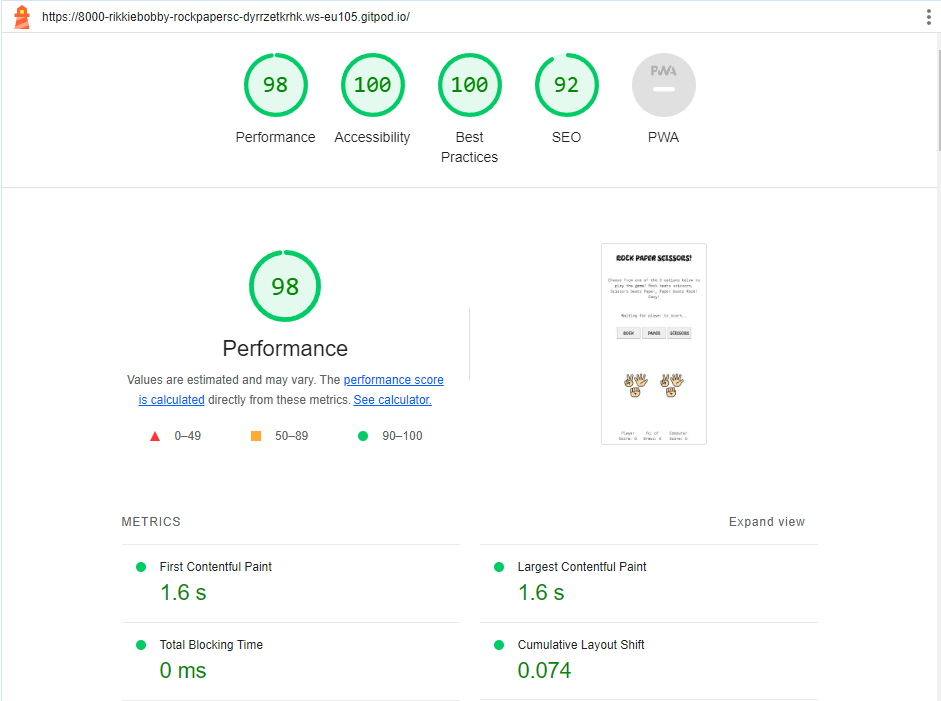 https://8000-rikkiebobby-rockpapersc-dyrrzetkrhk.ws-eu105.gitpod.io/
98
100
100
92
PWA
Performance
Accessibility
Best
Practices
SEO
PWA
98
Performance
Values are estimated and may vary. The performance score
is calculated directly from these metrics. See calculator.
0–49
50–89
90–100
ROCK PAPER SCISSORS!
Choose from one of the 3 options below to
play the game! Rock beats scissors,
Scissors beats Paper, Paper beats Rock!
Easy!
Waiting for player to start..
ROCK
PAPER
SCISSORS
Player
Score: 0
No. of
Draws: 0
Computer
Score: 0
METRICS
Expand view
First Contentful Paint
1.6 s
Largest Contentful Paint
1.6 s
Total Blocking Time
0 ms
Cumulative Layout Shift
0.074